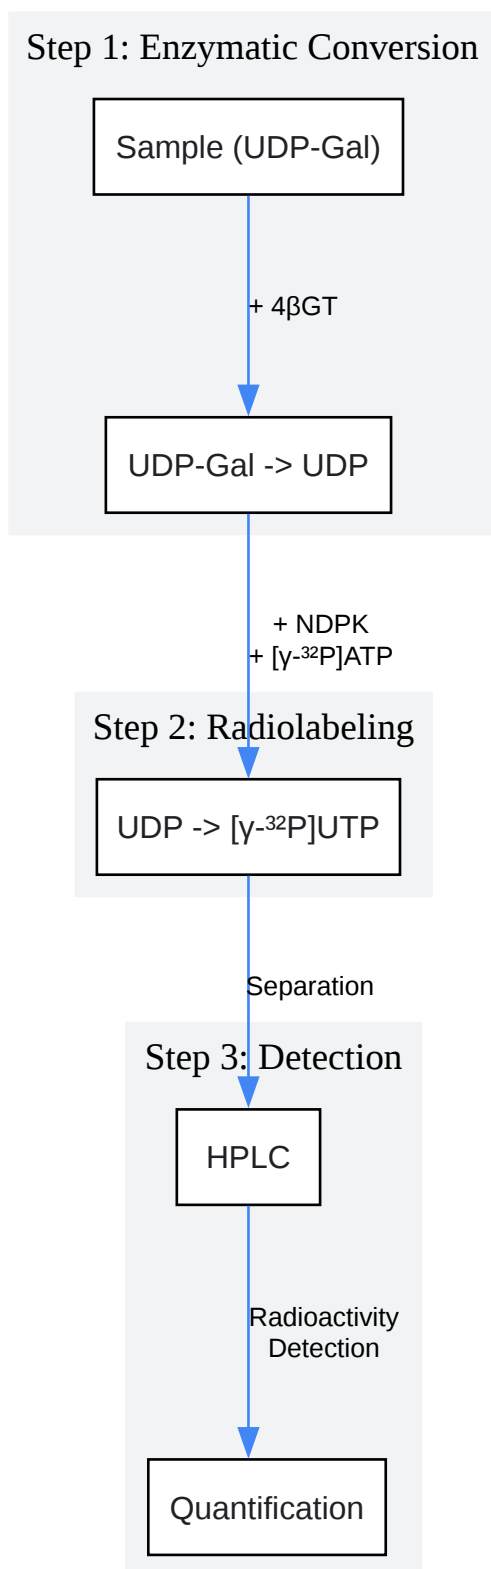 Step 1: Enzymatic Conversion
Sample (UDP-Gal)
+ 4βGT
UDP-Gal -> UDP
+ NDPK
+ [γ-³²P]ATP
Step 2: Radiolabeling
UDP -> [γ-³²P]UTP
Separation
Step 3: Detection
HPLC
Radioactivity
Detection
Quantification